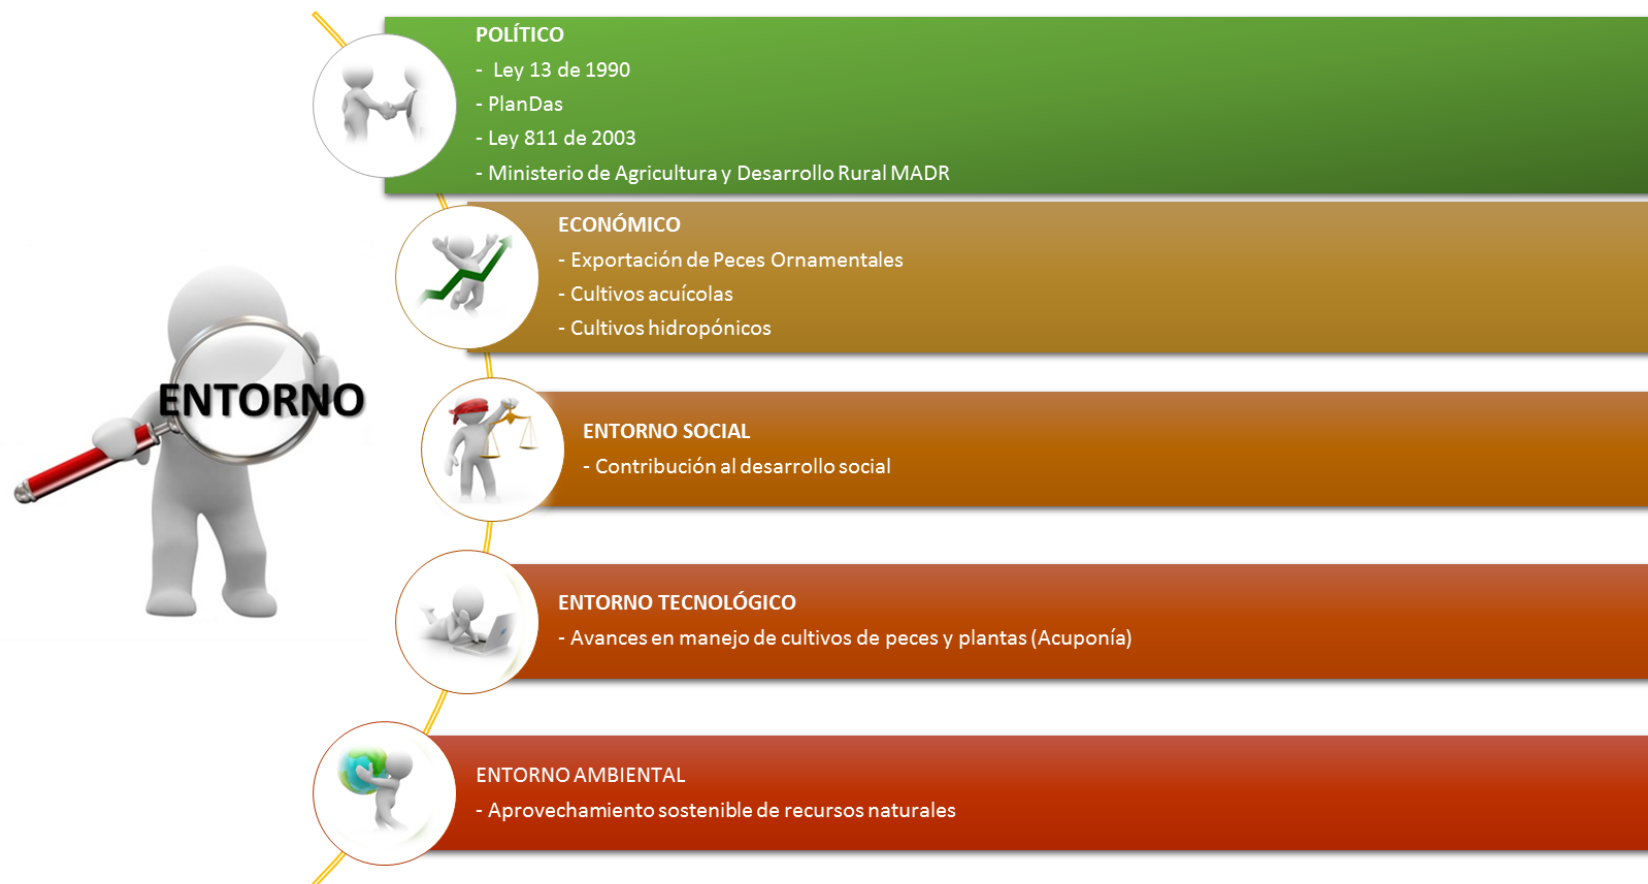 ENTORNO
POLÍTICO
- Ley 13 de 1990
- PlanDas
- Ley 811 de 2003
- Ministerio de Agricultura y Desarrollo Rural MADR
ECONÓMICO
- Exportación de Peces Ornamentales
- Cultivos acuícolas
- Cultivos hidropónicos
ENTORNO SOCIAL
- Contribución al desarrollo social
ENTORNO TECNOLÓGICO
- Avances en manejo de cultivos de peces y plantas (Acuponía)
ENTORNO AMBIENTAL
- Aprovechamiento sostenible de recursos naturales